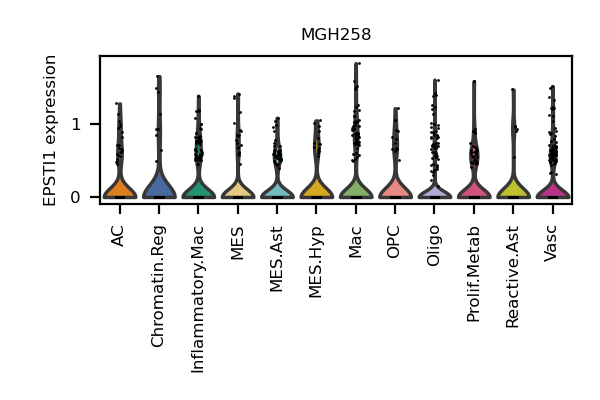 MGH258
EPSTI1 expression
1
0
AC
Chromatin.Reg
Inflammatory.Mac
MES
MES.Ast
MES.Hyp
Mac
OPC
Oligo
Prolif.Metab
Reactive.Ast
Vasc